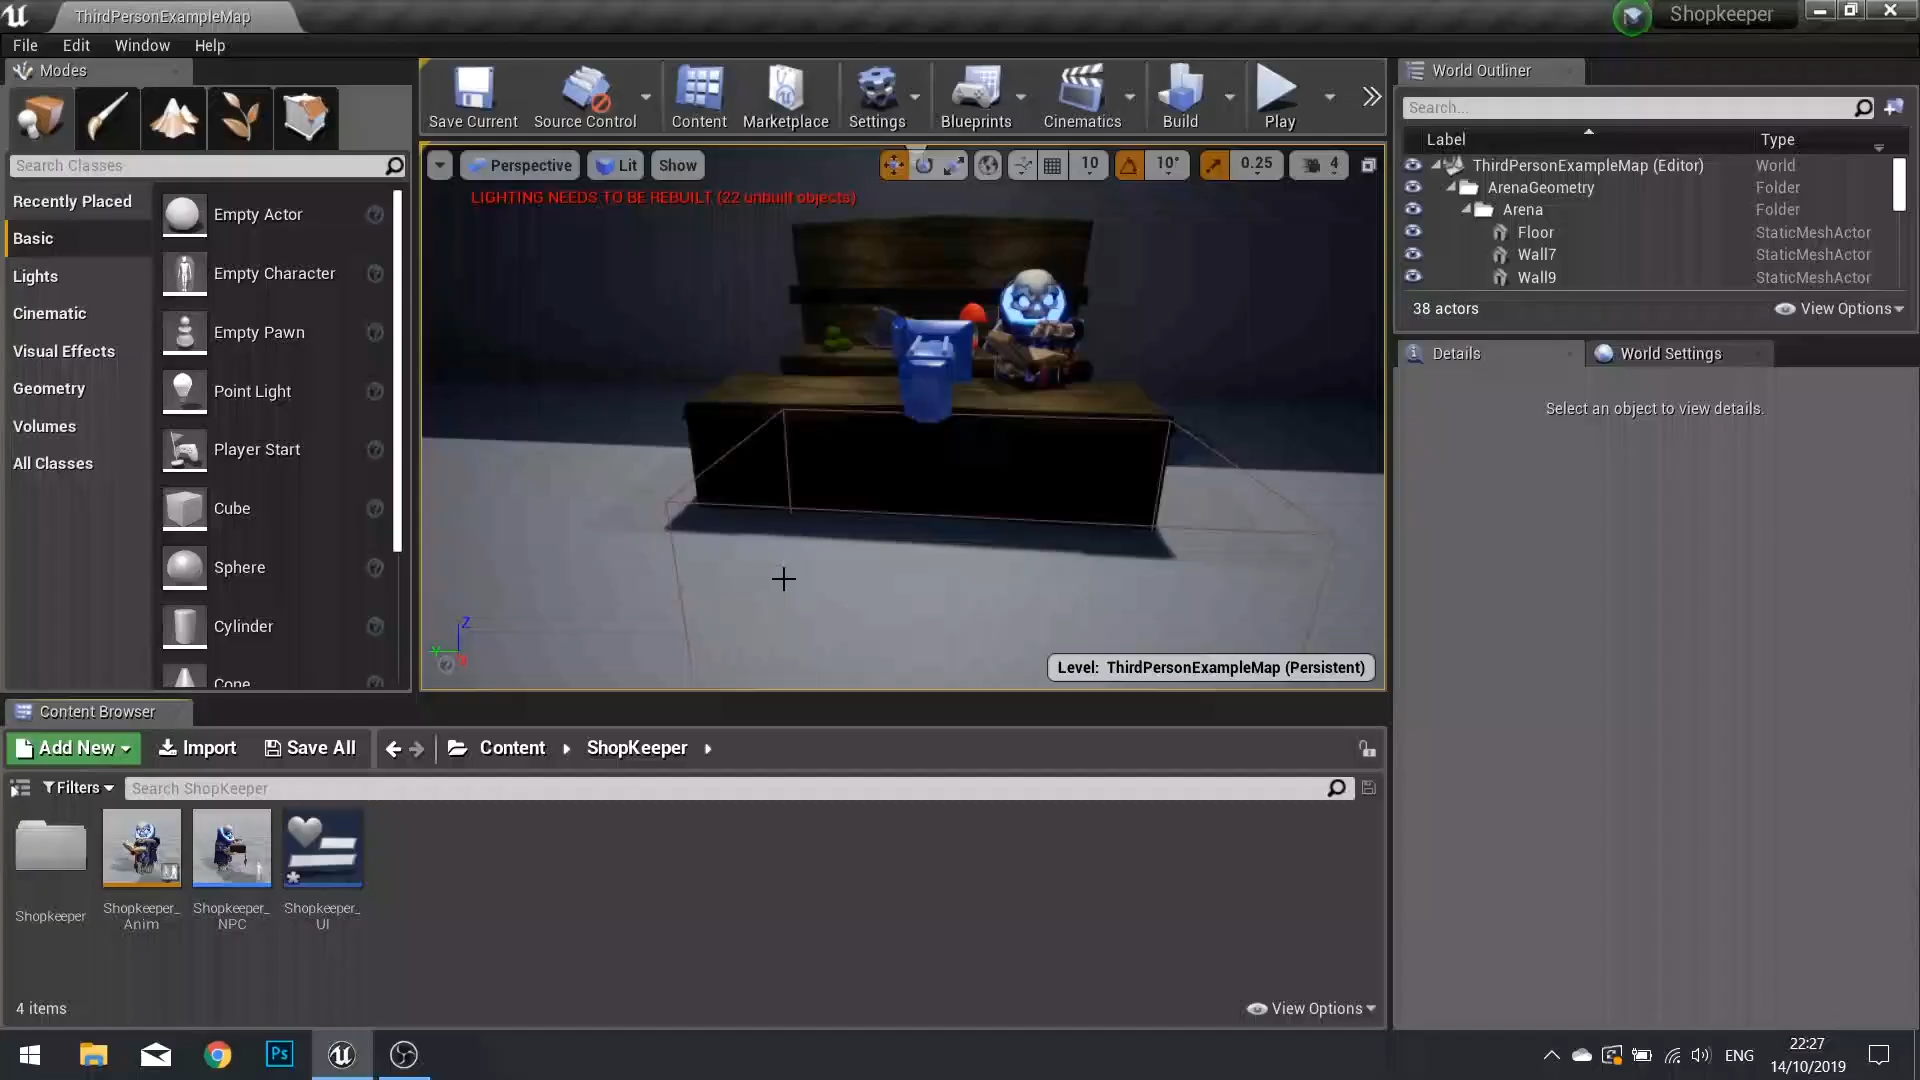 ThirdPersonExampleMap
Shopkeeper
File Edit Window Help
Modes
Search Classes
Recently Placed
Basic
Lights
Cinematic
Visual Effects
Geometry
Volumes
All Classes
Empty Actor
Empty Character
Empty Pawn
Point Light
Player Start
Cube
Sphere
Cylinder
Cone
Save Current
Source Control
Content
Marketplace
Settings
Blueprints
Cinematics
Build
Play
Perspective Lit Show 10 10° 0.25 4
LIGHTING NEEDS TO BE REBUILT (22 unbuilt objects)
Z
Level: ThirdPersonExampleMap (Persistent)
World Outliner
Search...
Label Type
ThirdPersonExampleMap (Editor) World
ArenaGeometry Folder
Arena Folder
Floor StaticMeshActor
Wall7 StaticMeshActor
Wall9 StaticMeshActor
38 actors View Options
Details World Settings
Select an object to view details.
Content Browser
Add New Import Save All Content ShopKeeper
Filters Search ShopKeeper
Shopkeeper
Shopkeeper_
Anim
Shopkeeper_
NPC
Shopkeeper_
UI
4 items View Options
Ps
ENG
22:27
14/10/2019